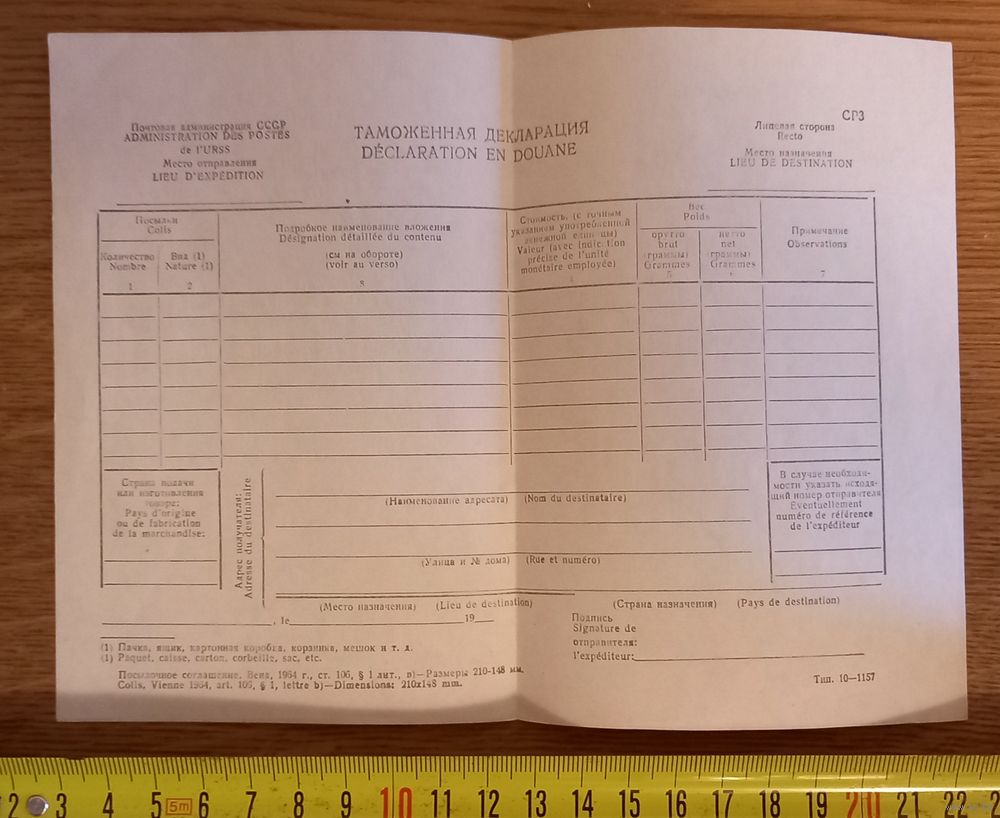 Почтовая администрация СССР
ADMINISTRATION DES POSTES
de l'URSS
Место отправления
LIEU D'EXPÉDITION
ТАМОЖЕННАЯ ДЕКЛАРАЦИЯ
DÉCLARATION EN DOUANE
CP3
Лицевая сторона
Recto
Место назначения
LIEU DE DESTINATION
Посылки
Colis
Количество
Nombre
1
Вид (1)
Nature (1)
2
Подробное наименование вложения
Désignation détaillée du contenu
(см на обороте)
(voir au verso)
3
Стоимость, (с точным
указанием употребленной
денежной единицы)
Valeur (avec indication
précise de l'unité
monétaire employée)
4
Вес
Poids
брутто
brut
(граммы)
Grammes
5
нетто
net
(граммы)
Grammes
6
Примечание
Observations
7
Страна подачи
или изготовления
товара:
Pays d'origine
ou de fabrication
de la marchandise:
Адрес получателя:
Adresse du destinataire
(Наименование адресата) (Nom du destinataire)
(Улица и № дома) (Rue et numéro)
(Место назначения) (Lieu de destination) (Страна назначения) (Pays de destination)
В случае необходи-
мости указать исходя-
щий номер отправителя
Eventuellement
numéro de référence
de l'expéditeur
, le 19
Подпись
Signature de
отправителя:
l'expéditeur:
(1) Пачка, ящик, картонная коробка, корзинка, мешок и т. д.
(1) Paquet, caisse, carton, corbeille, sac, etc.
Посылочное соглашение, Вена, 1964 г., ст. 106, § 1 лит., в)—Размеры 210-148 мм.
Colis, Vienne 1964, art. 106, § 1, lettre b)—Dimensions: 210x148 mm.
Тип. 10—1157
2 3 4 5 5m 6 7 8 9 10 11 12 13 14 15 16 17 18 19 20 21 22